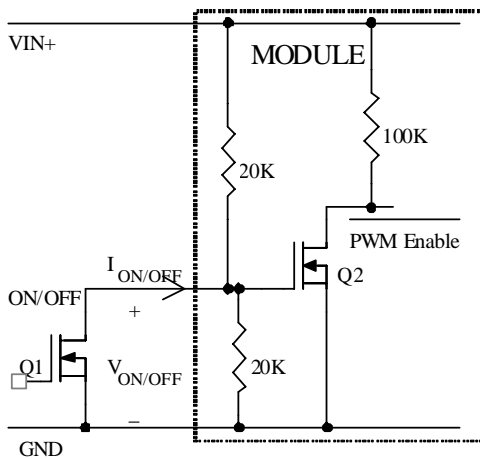 VIN+
MODULE
100K
20K
PWM Enable
I ON/OFF
Q2
ON/OFF
+
Q1
V ON/OFF
20K
_
GND